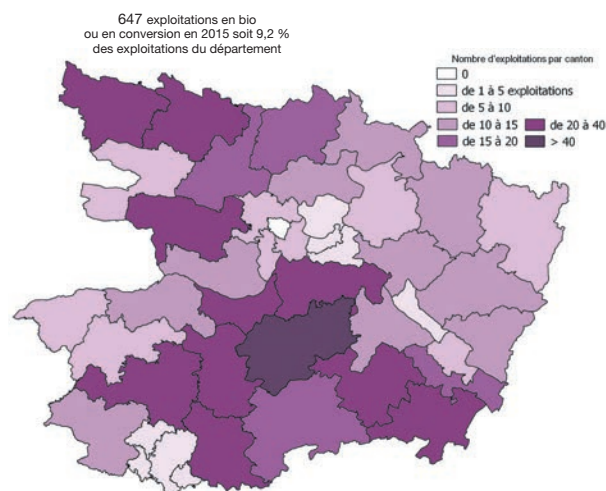 647 exploitations en bio
ou en conversion en 2015 soit 9,2 %
des exploitations du département
Nombre d'exploitations par canton
0
de 1 à 5 exploitations
de 5 à 10
de 10 à 15
de 15 à 20
de 20 à 40
> 40